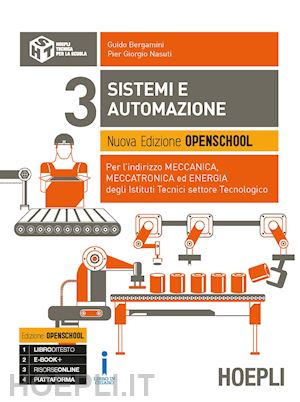 HOEPLI
TECNICA
PER LA SCUOLA
Guido Bergamini
Pier Giorgio Nasuti
3
SISTEMI E
AUTOMAZIONE
Nuova Edizione OPENSCHOOL
Per l'indirizzo MECCANICA,
MECCATRONICA ed ENERGIA
degli Istituti Tecnici settore Tecnologico
Edizione OPENSCHOOL
1 LIBRODITESTO
2 E-BOOK+
3 RISORSEONLINE
4 PIATTAFORMA
HOEPLI
HOEPLI.IT